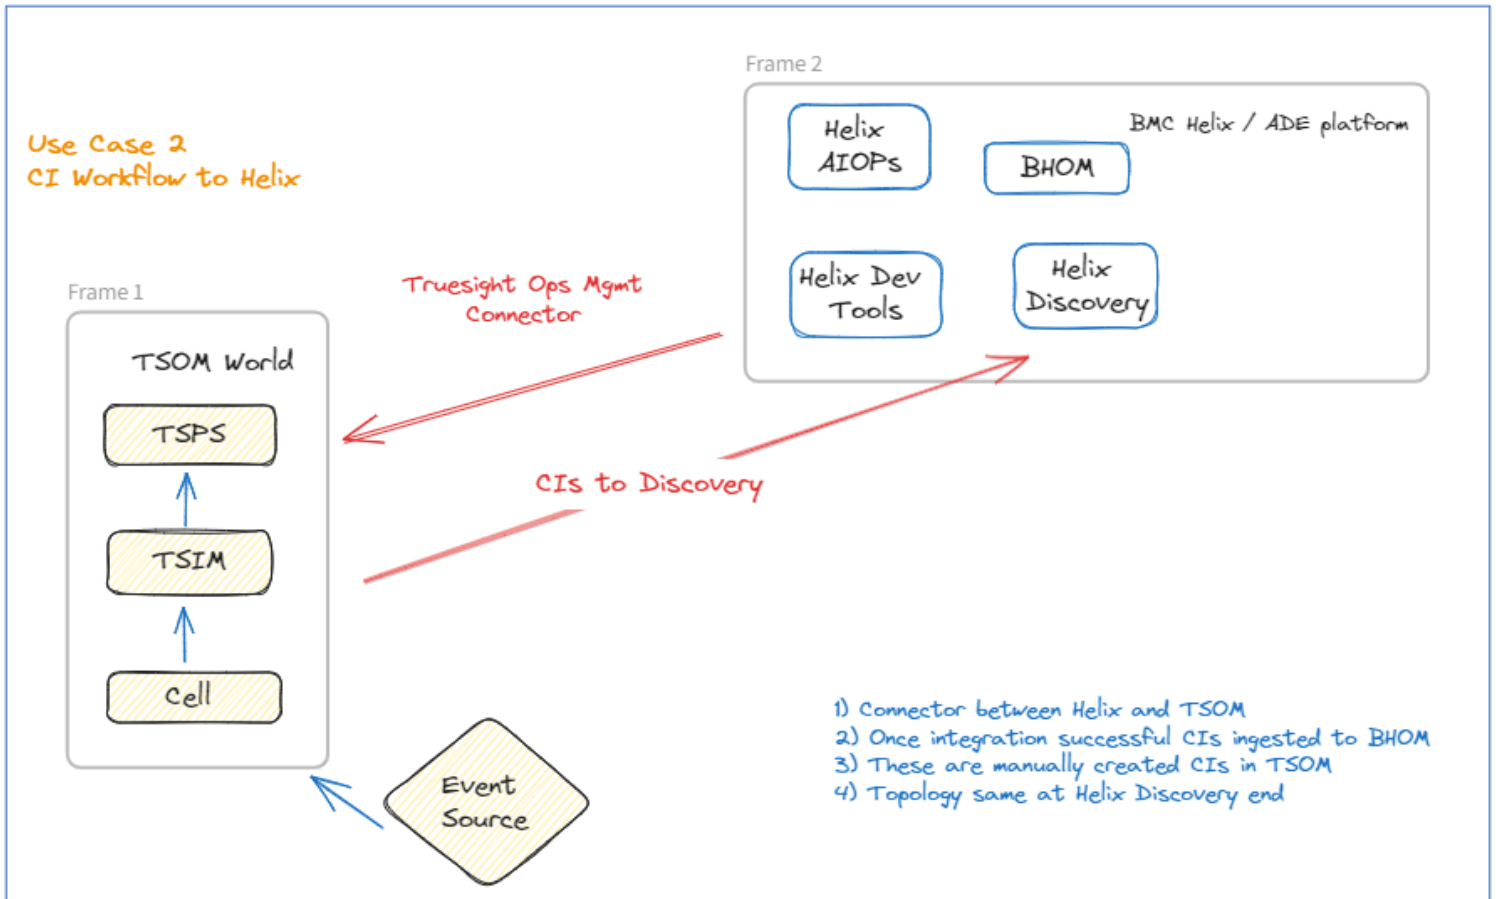 Frame 2
BMC Helix / ADE platform
Helix
AIOPs
BHOM
Helix Dev
Tools
Helix
Discovery
Use Case 2
CI Workflow to Helix
Truesight Ops Mgmt
Connector
CIs to Discovery
Frame 1
TSOM World
TSPS
TSIM
Cell
Event
Source
1) Connector between Helix and TSOM
2) Once integration successful CIs ingested to BHOM
3) These are manually created CIs in TSOM
4) Topology same at Helix Discovery end